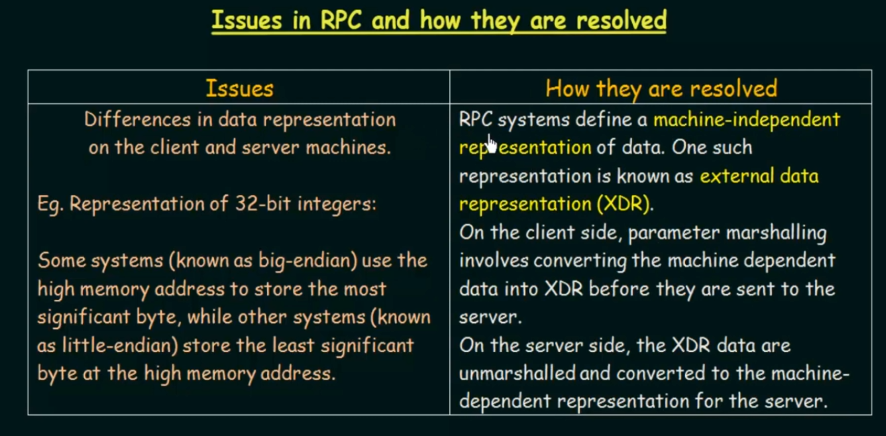 Issues in RPC and how they are resolved
Issues
How they are resolved
Differences in data representation
on the client and server machines.
Eg. Representation of 32-bit integers:
Some systems (known as big-endian) use the
high memory address to store the most
significant byte, while other systems (known
as little-endian) store the least significant
byte at the high memory address.
RPC systems define a machine-independent
representation of data. One such
representation is known as external data
representation (XDR).
On the client side, parameter marshalling
involves converting the machine dependent
data into XDR before they are sent to the
server.
On the server side, the XDR data are
unmarshalled and converted to the machine-
dependent representation for the server.